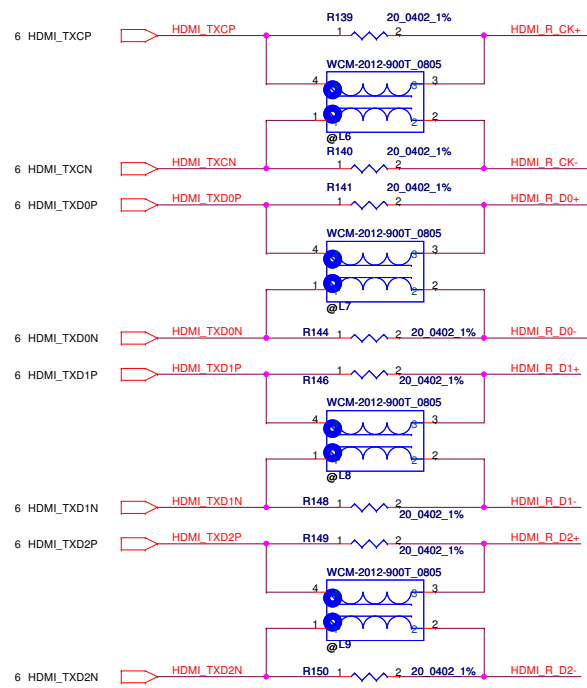 R139 20_0402_1%
6 HDMI_TXCP HDMI_TXCP 1 2 HDMI_R_CK+
WCM-2012-900T_0805
4 3 3
1 2 2
@L6
R140 20_0402_1%
6 HDMI_TXCN HDMI_TXCN 1 2 HDMI_R_CK-
R141 20_0402_1%
6 HDMI_TXD0P HDMI_TXD0P 1 2 HDMI_R_D0+
WCM-2012-900T_0805
4 3 3
1 2 2
@L7
6 HDMI_TXD0N HDMI_TXD0N R144 1 2 20_0402_1% HDMI_R_D0-
6 HDMI_TXD1P HDMI_TXD1P 1 2 HDMI_R_D1+
R146 20_0402_1%
WCM-2012-900T_0805
4 3 3
1 2 2
@L8
6 HDMI_TXD1N HDMI_TXD1N R148 1 2 HDMI_R_D1-
20_0402_1%
6 HDMI_TXD2P HDMI_TXD2P R149 1 2 HDMI_R_D2+
20_0402_1%
WCM-2012-900T_0805
4 3 3
1 2 2
@L9
6 HDMI_TXD2N HDMI_TXD2N R150 1 2 20_0402_1% HDMI_R_D2-